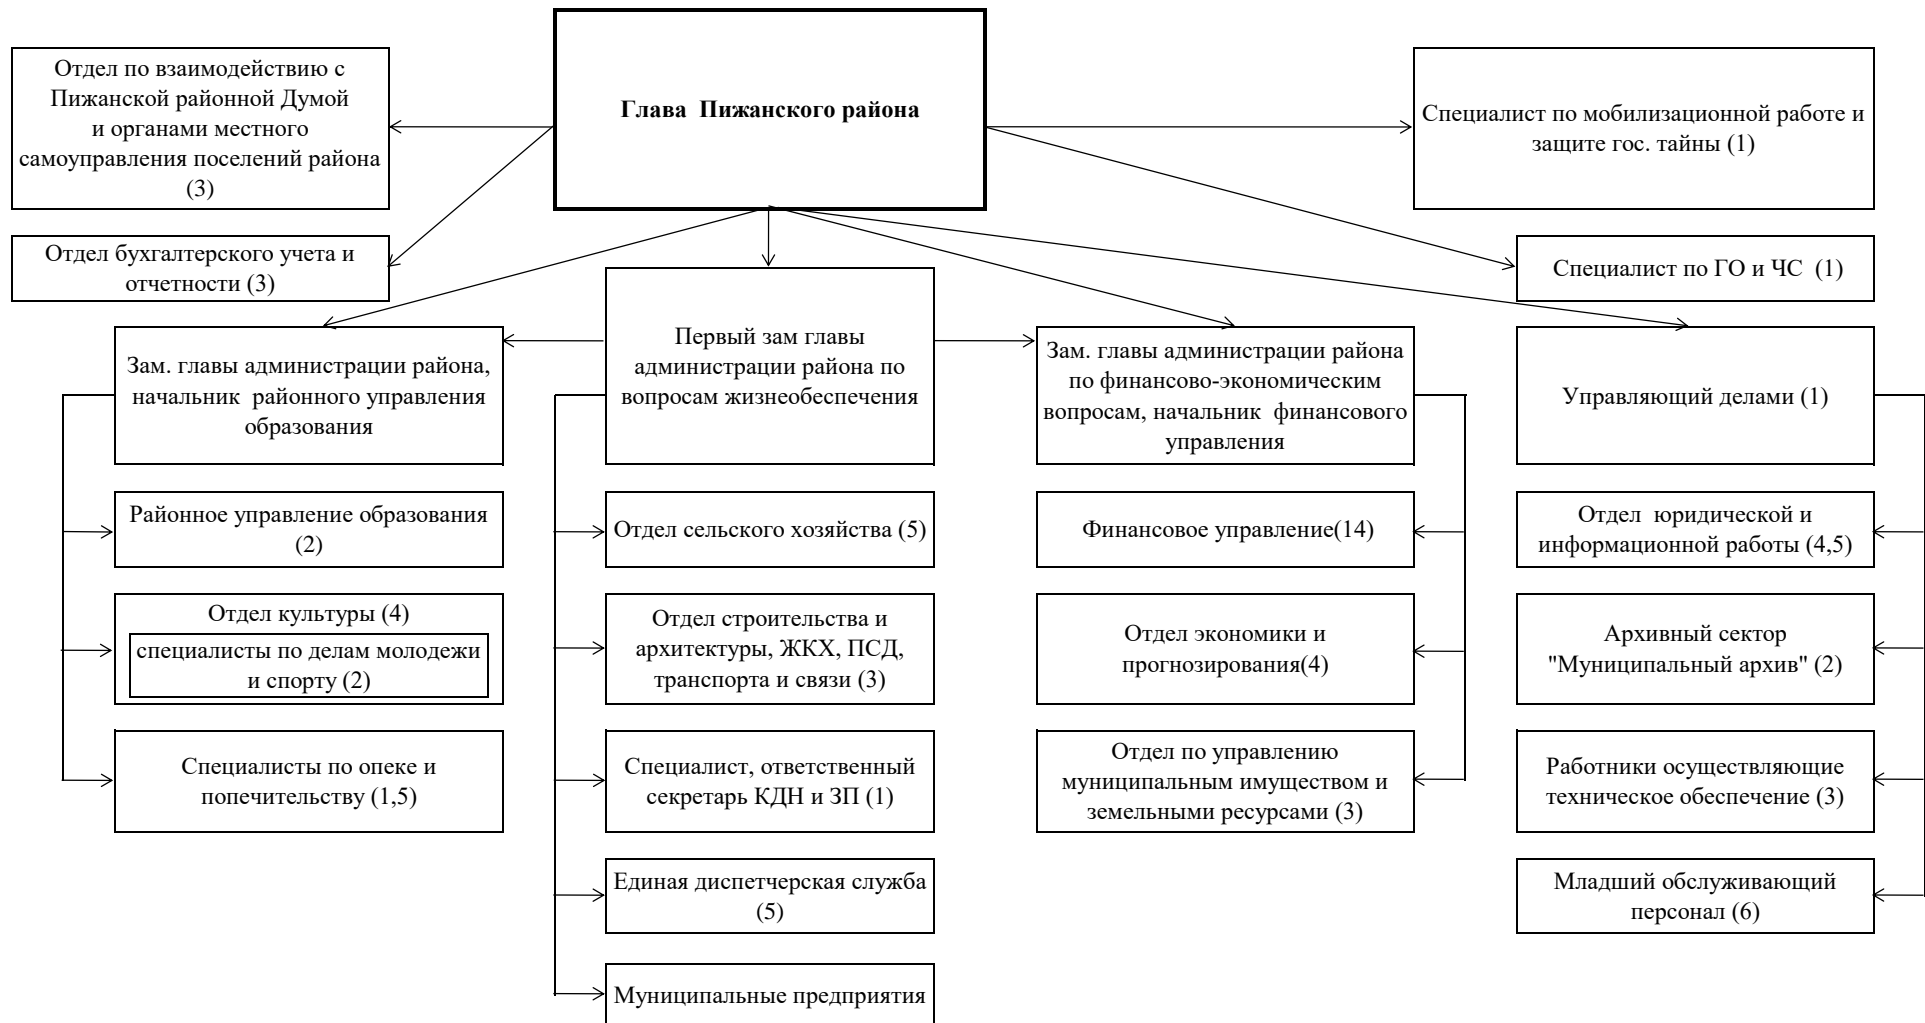 Глава  Пижанского района
Отдел по взаимодействию с
Пижанской районной Думой
и органами местного
самоуправления поселений района
(3)
Специалист по мобилизационной работе и
защите гос. тайны (1)
Отдел бухгалтерского учета и
отчетности (3)
Специалист по ГО и ЧС  (1)
Зам. главы администрации района,
начальник  районного управления
образования
Первый зам главы
администрации района по
вопросам жизнеобеспечения
Зам. главы администрации района
по финансово-экономическим
вопросам, начальник  финансового
управления
Управляющий делами (1)
Районное управление образования
(2)
Отдел сельского хозяйства (5)
Финансовое управление(14)
Отдел  юридической и
информационной работы (4,5)
Отдел культуры (4)
специалисты по делам молодежи
и спорту (2)
Отдел строительства и
архитектуры, ЖКХ, ПСД,
транспорта и связи (3)
Отдел экономики и
прогнозирования(4)
Архивный сектор
"Муниципальный архив" (2)
Специалисты по опеке и
попечительству (1,5)
Специалист, ответственный
секретарь КДН и ЗП (1)
Отдел по управлению
муниципальным имуществом и
земельными ресурсами (3)
Работники осуществляющие
техническое обеспечение (3)
Единая диспетчерская служба
(5)
Младший обслуживающий
персонал (6)
Муниципальные предприятия